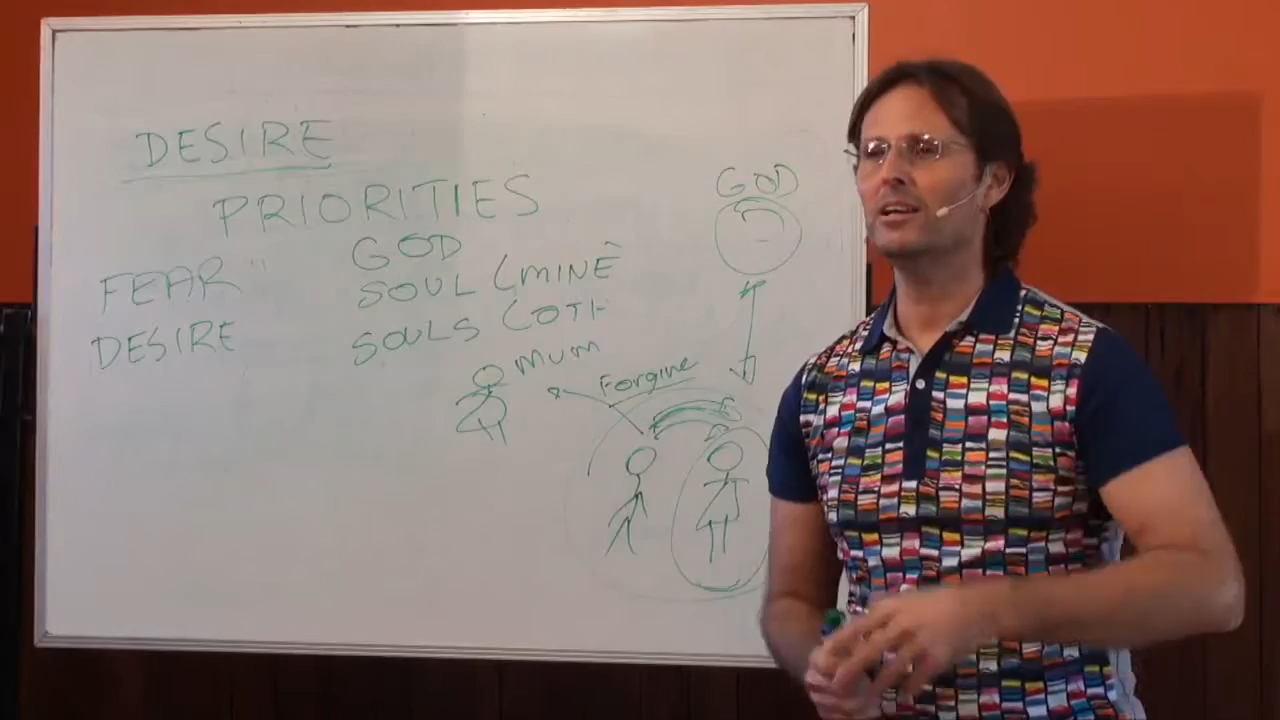 DESIRE
PRIORITIES
GOD
GOD
FEAR
SOUL (MINE
DESIRE
SOULS (OTH
MUM
Forgive